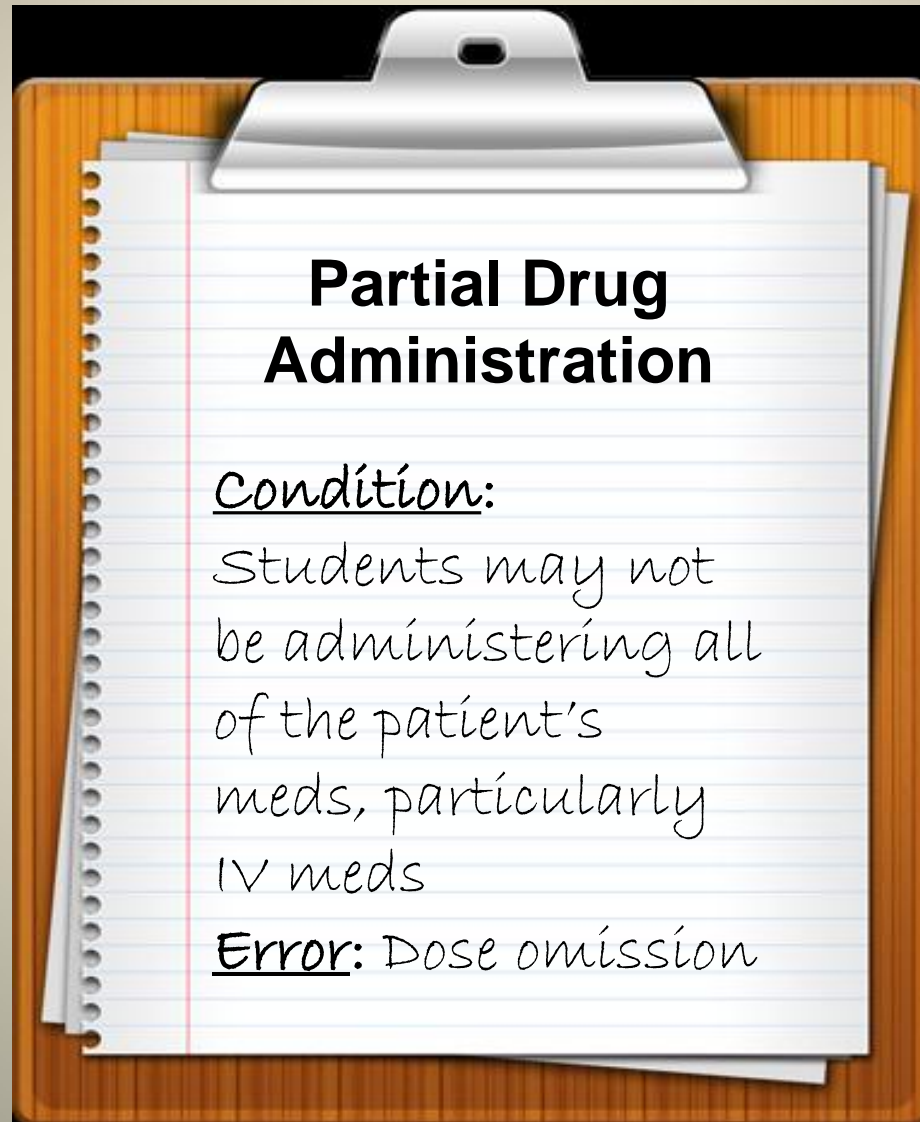 Partial Drug
Administration
Condition:
Students may not
be administering all
of the patient's
meds, particularly
IV meds
Error: Dose omission